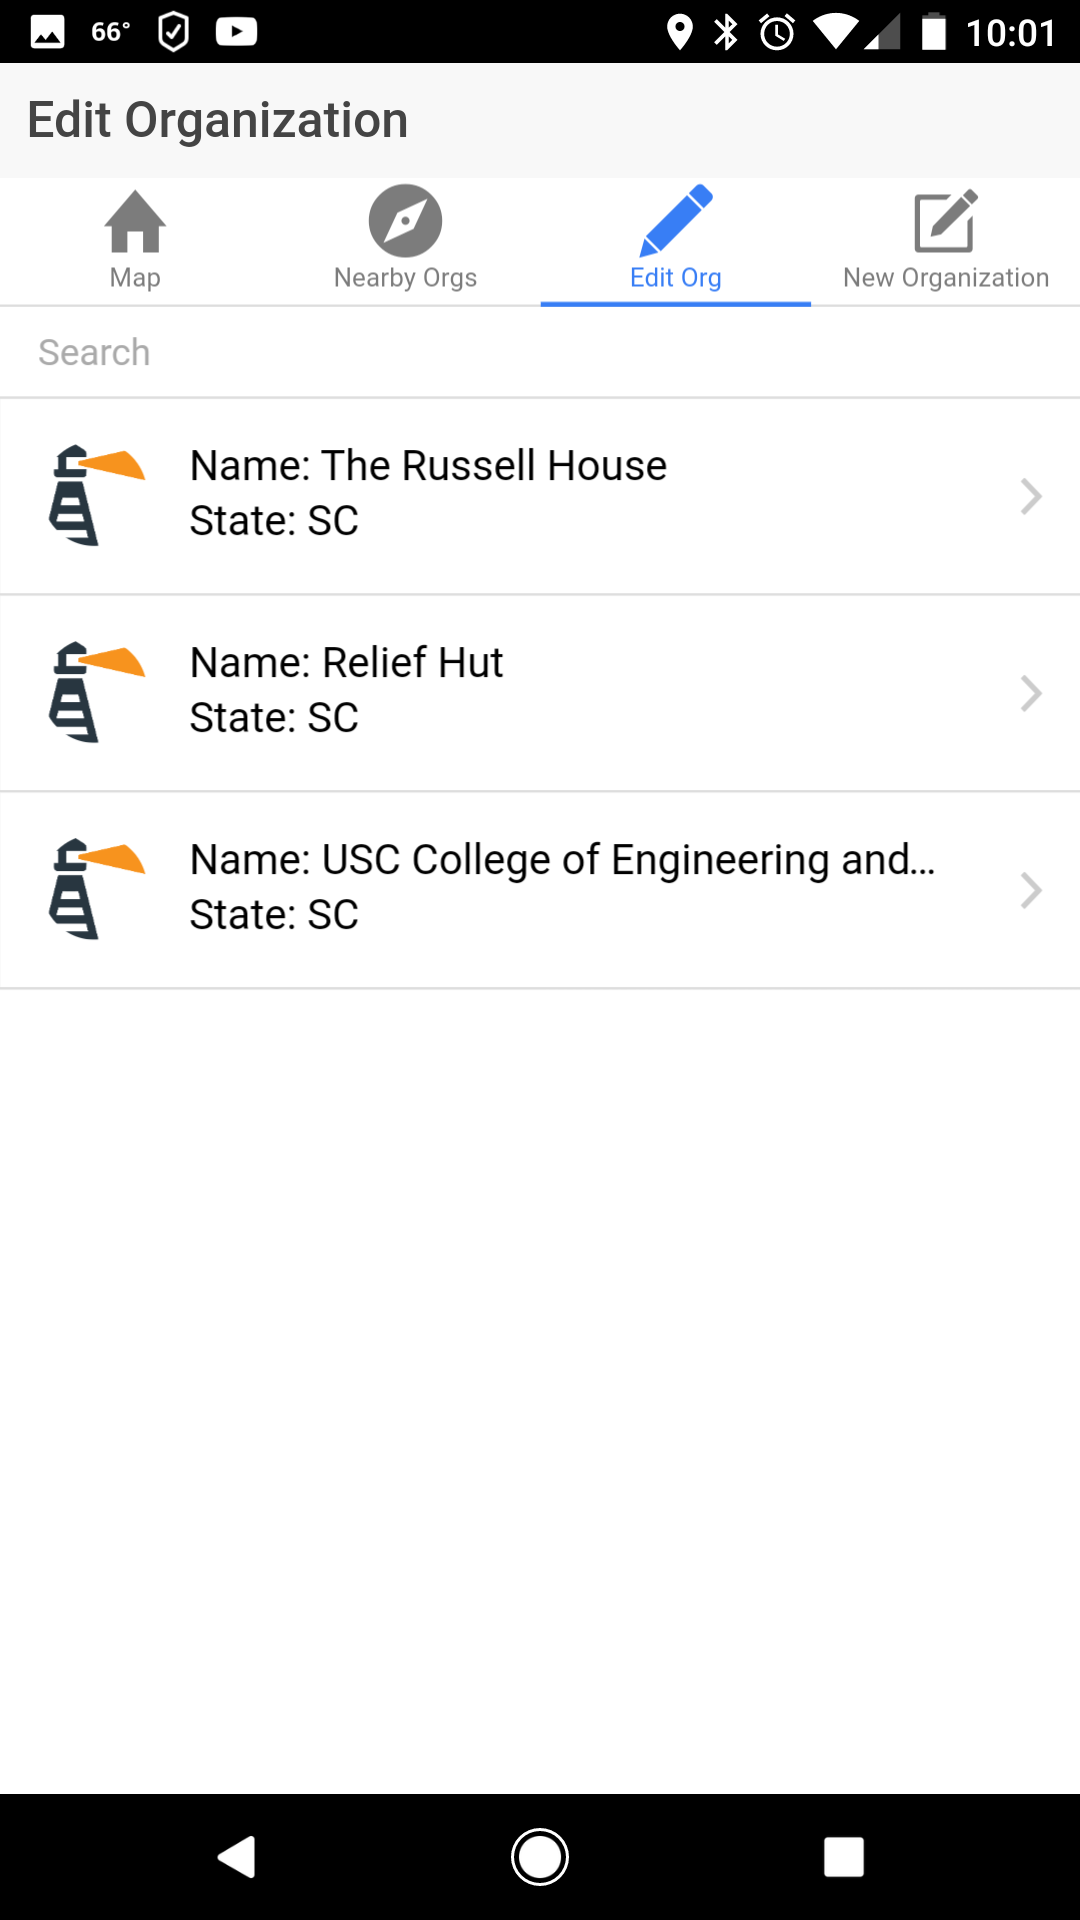 66° 10:01
Edit Organization
Map Nearby Orgs Edit Org New Organization
Search
Name: The Russell House
State: SC
Name: Relief Hut
State: SC
Name: USC College of Engineering and...
State: SC